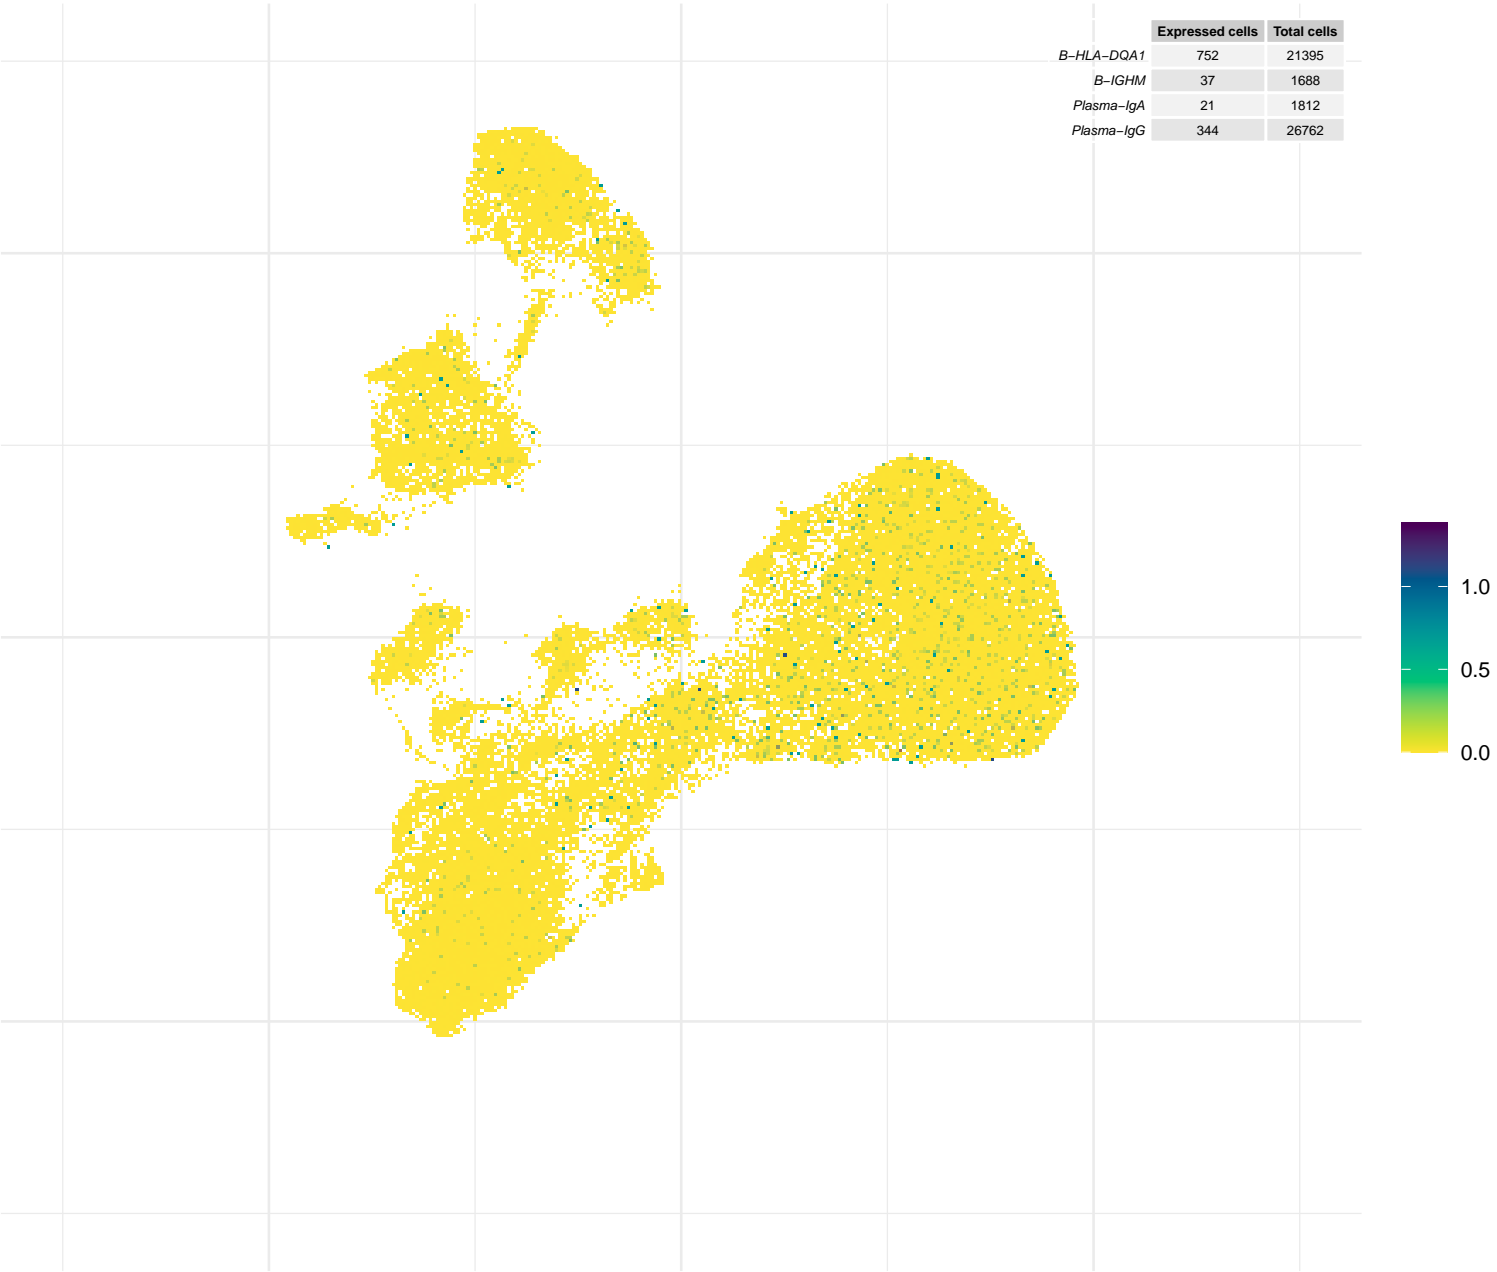 Expressed cells Total cells
B−HLA−DQA1 752 21395
B−IGHM 37 1688
Plasma−IgA 21 1812
Plasma−IgG 344 26762
1.0
0.5
0.0